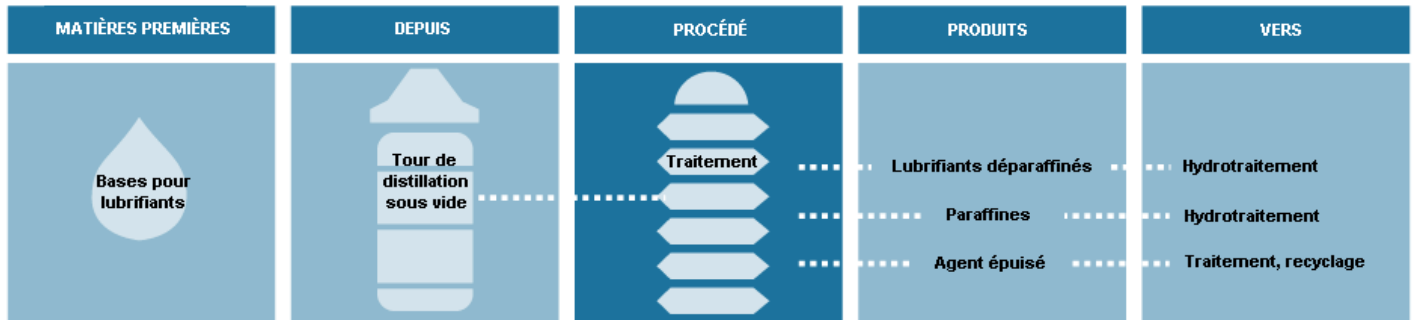 MATIÈRES PREMIÈRES
DEPUIS
PROCÉDÉ
PRODUITS
VERS
Bases pour
lubrifiants
Tour de
distillation
sous vide
Traitement
Lubrifiants déparaffinés
Hydrotraitement
Paraffines
Hydrotraitement
Agent épuisé
Traitement, recyclage